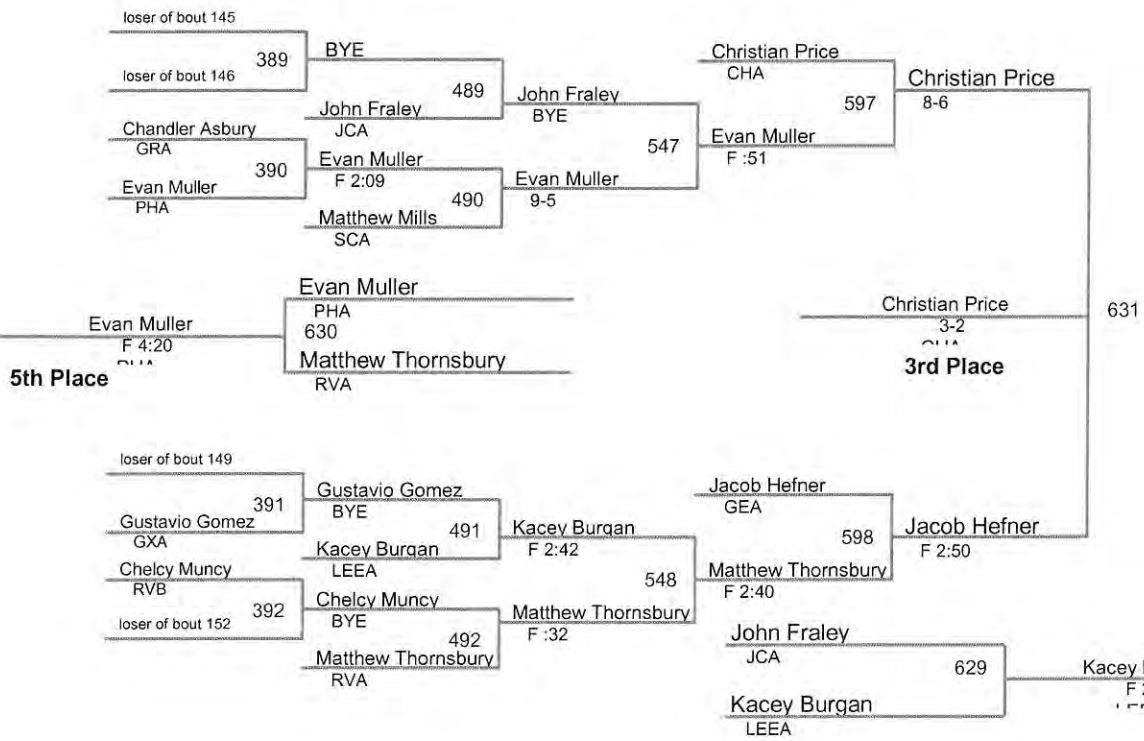 loser of bout 145
389
BYE
loser of bout 146
489
John Fraley
BYE
John Fraley
JCA
Chandler Asbury
GRA
390
Evan Muller
F 2:09
Evan Muller
PHA
490
Evan Muller
9-5
Matthew Mills
SCA
547
Christian Price
CHA
597
Christian Price
8-6
Evan Muller
F :51
Evan Muller
PHA
Evan Muller
F 4:20
630
5th Place
Matthew Thornsbury
RVA
Christian Price
3-2
631
3rd Place
loser of bout 149
391
Gustavio Gomez
BYE
Gustavio Gomez
GXA
491
Kacey Burgan
F 2:42
Kacey Burgan
LEEA
Chelcy Muncy
RVB
392
Chelcy Muncy
BYE
loser of bout 152
492
Matthew Thornsbury
F :32
Matthew Thornsbury
RVA
548
Jacob Hefner
GEA
598
Jacob Hefner
F 2:50
Matthew Thornsbury
F 2:40
John Fraley
JCA
629
Kacey
Kacey Burgan
LEEA